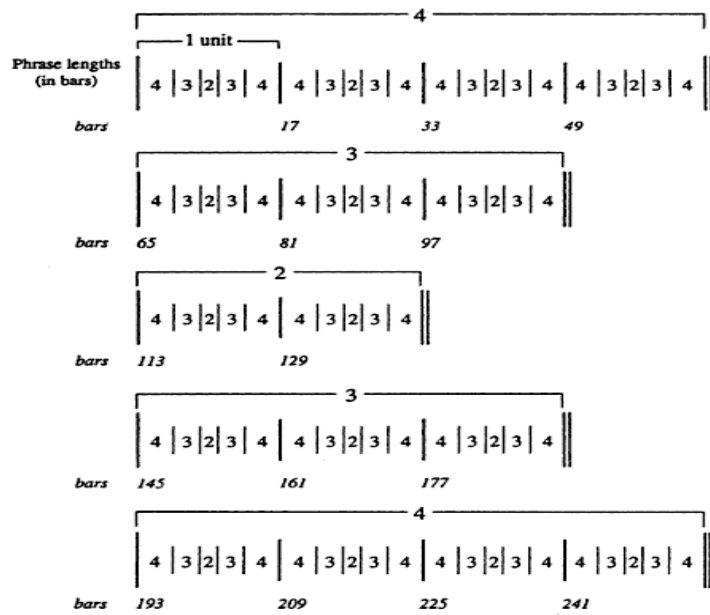 4
1 unit
Phrase lengths
(in bars)
4 | 3 | 2 | 3 | 4 | 4 | 3 | 2 | 3 | 4 | 4 | 3 | 2 | 3 | 4 | 4 | 3 | 2 | 3 | 4
bars 17 33 49
3
4 | 3 | 2 | 3 | 4 | 4 | 3 | 2 | 3 | 4 | 4 | 3 | 2 | 3 | 4
bars 65 81 97
2
4 | 3 | 2 | 3 | 4 | 4 | 3 | 2 | 3 | 4
bars 113 129
3
4 | 3 | 2 | 3 | 4 | 4 | 3 | 2 | 3 | 4 | 4 | 3 | 2 | 3 | 4
bars 145 161 177
4
4 | 3 | 2 | 3 | 4 | 4 | 3 | 2 | 3 | 4 | 4 | 3 | 2 | 3 | 4 | 4 | 3 | 2 | 3 | 4
bars 193 209 225 241